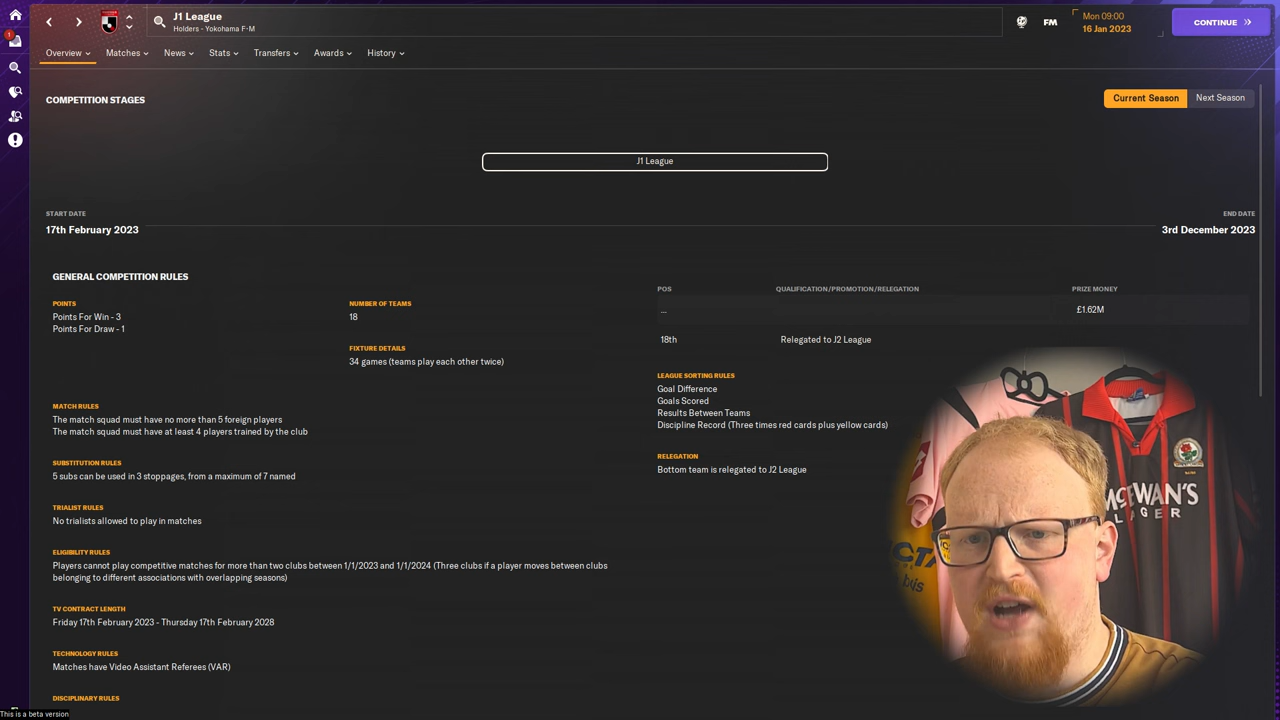 1
J1 League
Holders - Yokohama F·M
FM
Mon 09:00
16 Jan 2023
CONTINUE
Overview
Matches
News
Stats
Transfers
Awards
History
COMPETITION STAGES
Current Season
Next Season
J1 League
START DATE
END DATE
17th February 2023
3rd December 2023
GENERAL COMPETITION RULES
POINTS
Points For Win - 3
Points For Draw - 1
NUMBER OF TEAMS
18
FIXTURE DETAILS
34 games (teams play each other twice)
MATCH RULES
The match squad must have no more than 5 foreign players
The match squad must have at least 4 players trained by the club
SUBSTITUTION RULES
5 subs can be used in 3 stoppages, from a maximum of 7 named
TRIALIST RULES
No trialists allowed to play in matches
ELIGIBILITY RULES
Players cannot play competitive matches for more than two clubs between 1/1/2023 and 1/1/2024 (Three clubs if a player moves between clubs
belonging to different associations with overlapping seasons)
TV CONTRACT LENGTH
Friday 17th February 2023 - Thursday 17th February 2028
TECHNOLOGY RULES
Matches have Video Assistant Referees (VAR)
DISCIPLINARY RULES
POS
QUALIFICATION/PROMOTION/RELEGATION
PRIZE MONEY
...
£1.62M
18th
Relegated to J2 League
LEAGUE SORTING RULES
Goal Difference
Goals Scored
Results Between Teams
Discipline Record (Three times red cards plus yellow cards)
RELEGATION
Bottom team is relegated to J2 League
McEWAN'S
LAGER
bis
This is a beta version